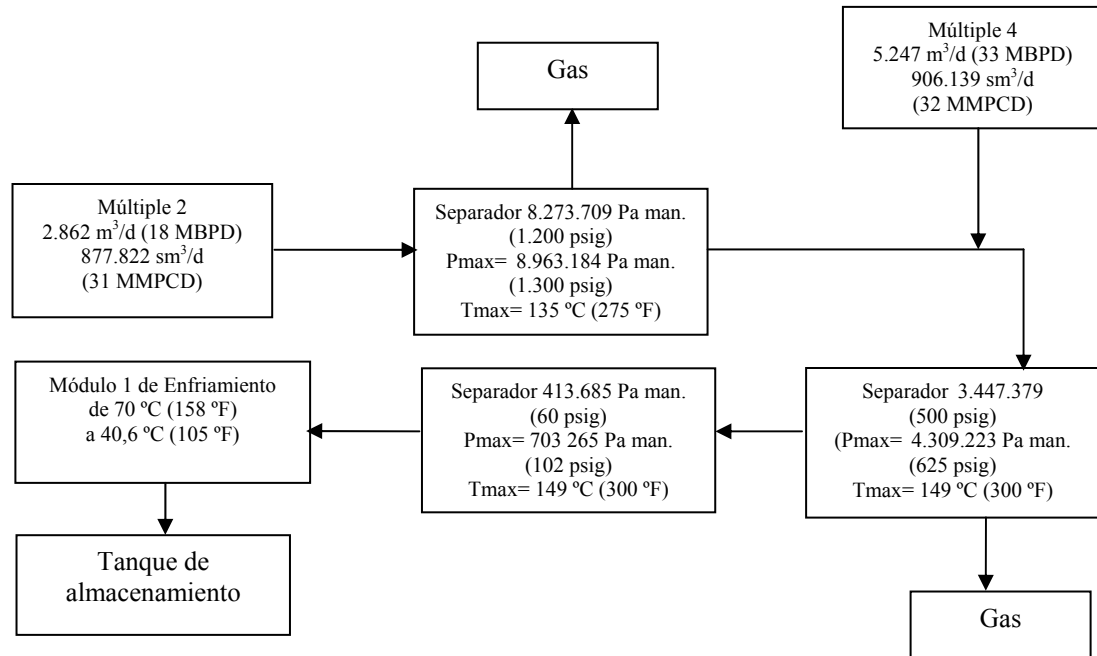 Múltiple 4
5.247 m³/d (33 MBPD)
906.139 sm³/d
(32 MMPCD)
Gas
Múltiple 2
2.862 m³/d (18 MBPD)
877.822 sm³/d
(31 MMPCD)
Separador 8.273.709 Pa man.
(1.200 psig)
Pmax= 8.963.184 Pa man.
(1.300 psig)
Tmax= 135 ºC (275 ºF)
Módulo 1 de Enfriamiento
de 70 ºC (158 ºF)
a 40,6 ºC (105 ºF)
Separador 413.685 Pa man.
(60 psig)
Pmax= 703 265 Pa man.
(102 psig)
Tmax= 149 ºC (300 ºF)
Separador 3.447.379
(500 psig)
(Pmax= 4.309.223 Pa man.
(625 psig)
Tmax= 149 ºC (300 ºF)
Tanque de
almacenamiento
Gas